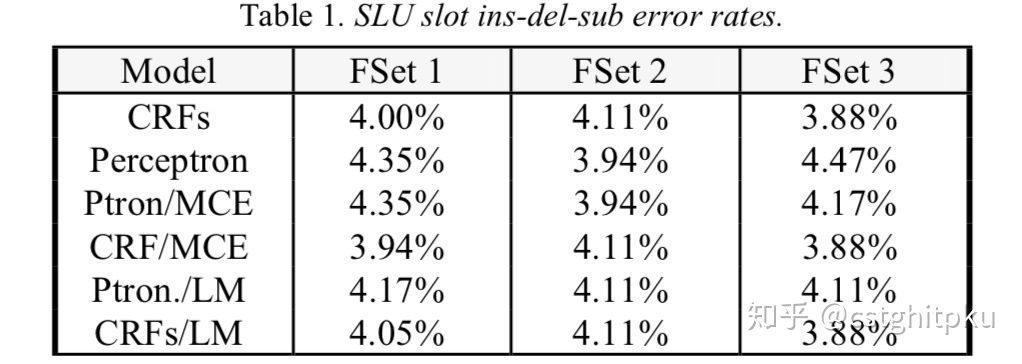 Table 1. SLU slot ins-del-sub error rates.
Model FSet 1 FSet 2 FSet 3
CRFs 4.00% 4.11% 3.88%
Perceptron 4.35% 3.94% 4.47%
Ptron/MCE 4.35% 3.94% 4.17%
CRF/MCE 3.94% 4.11% 3.88%
Ptron./LM 4.17% 4.11% 4.11%
CRFs/LM 4.05% 4.11% 3.88%
知乎 @cstghitpku